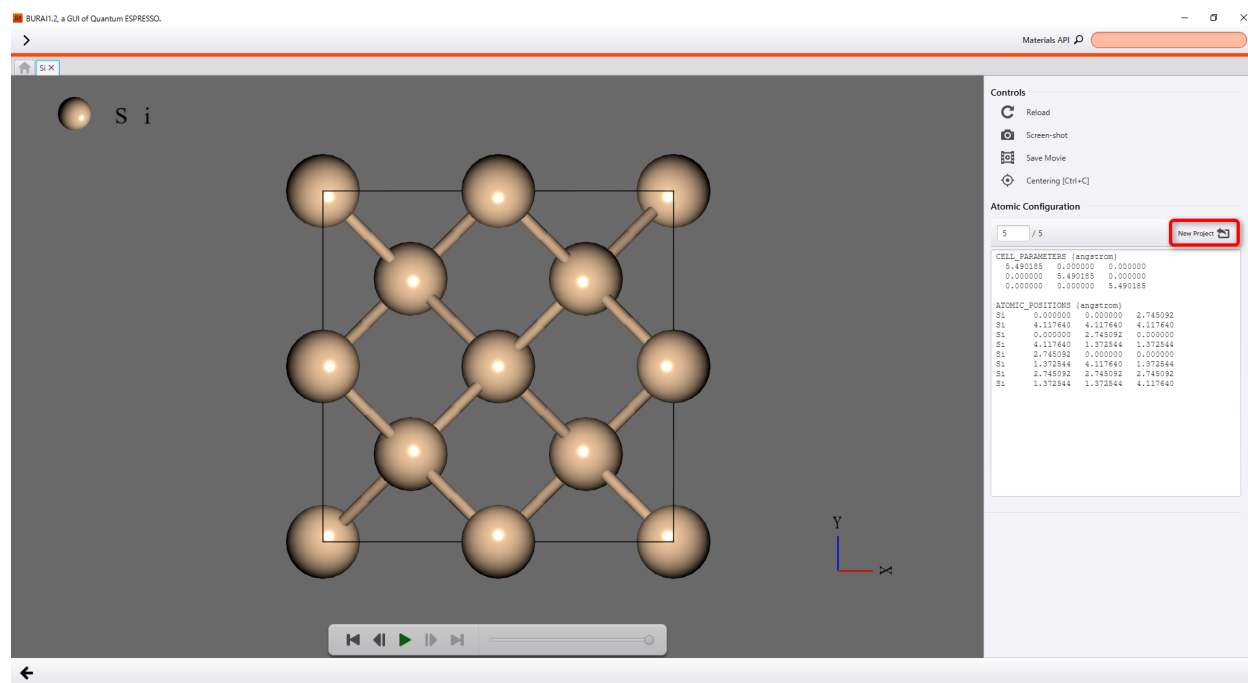 BURAI1.2, a GUI of Quantum ESPRESSO.
Materials API
Si
S i
Controls
Reload
Screen-shot
Save Movie
Centering [Ctrl+C]
Atomic Configuration
5 / 5 New Project
CELL_PARAMETERS {angstrom}
5.490185 0.000000 0.000000
0.000000 5.490185 0.000000
0.000000 0.000000 5.490185
ATOMIC_POSITIONS {angstrom}
Si 0.000000 0.000000 2.745092
Si 4.117640 4.117640 4.117640
Si 0.000000 2.745092 0.000000
Si 4.117640 1.372544 1.372544
Si 2.745092 0.000000 0.000000
Si 1.372544 4.117640 1.372544
Si 2.745092 2.745092 2.745092
Si 1.372544 1.372544 4.117640
Y
X